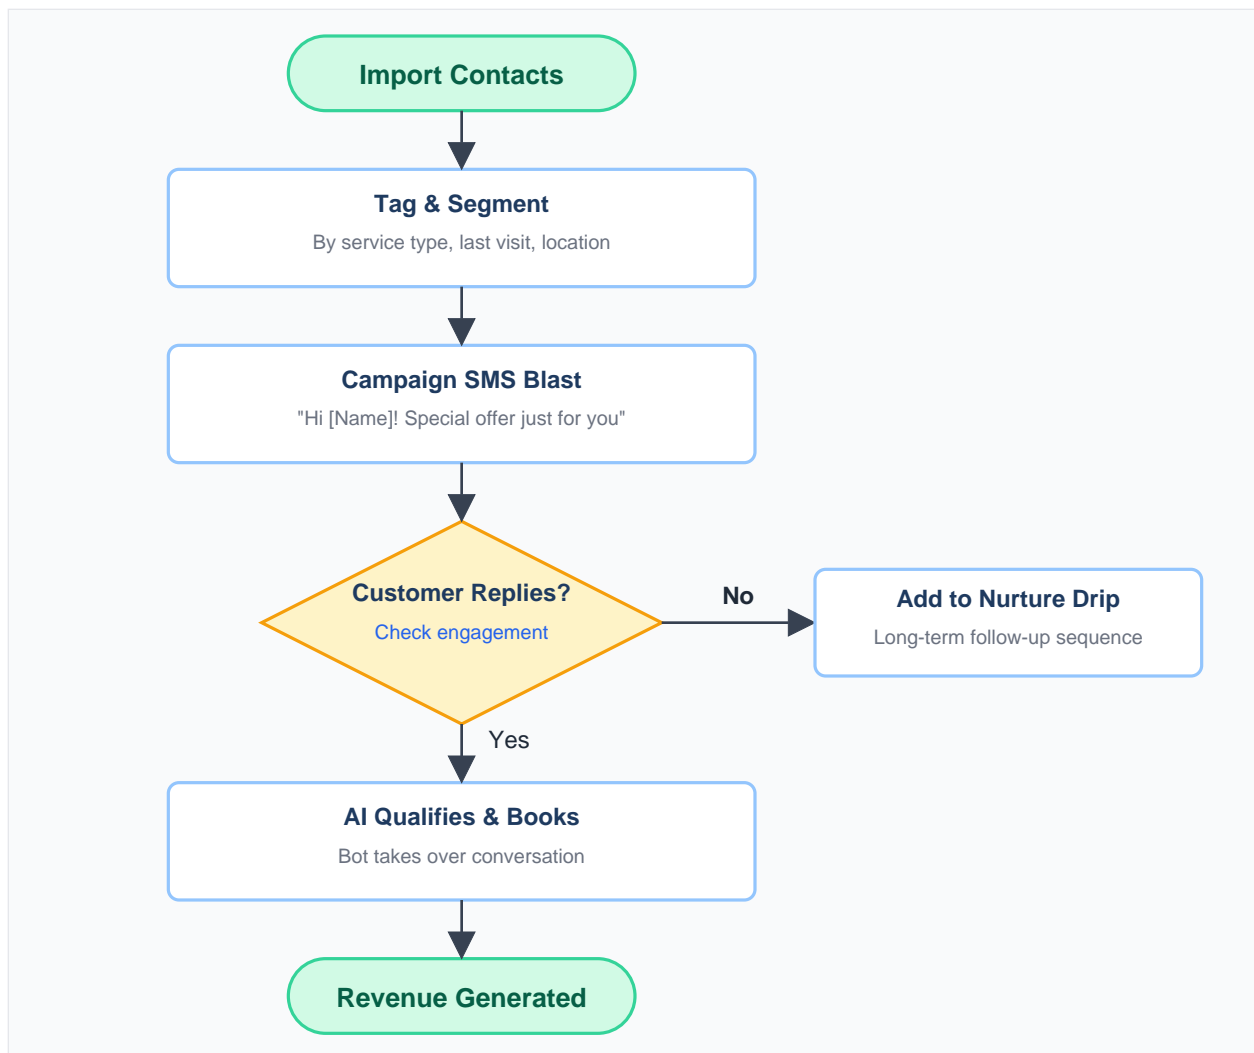 Import Contacts
Tag & Segment
By service type, last visit, location
Campaign SMS Blast
"Hi [Name]! Special offer just for you"
Customer Replies?
Check engagement
No
Add to Nurture Drip
Long-term follow-up sequence
Yes
AI Qualifies & Books
Bot takes over conversation
Revenue Generated